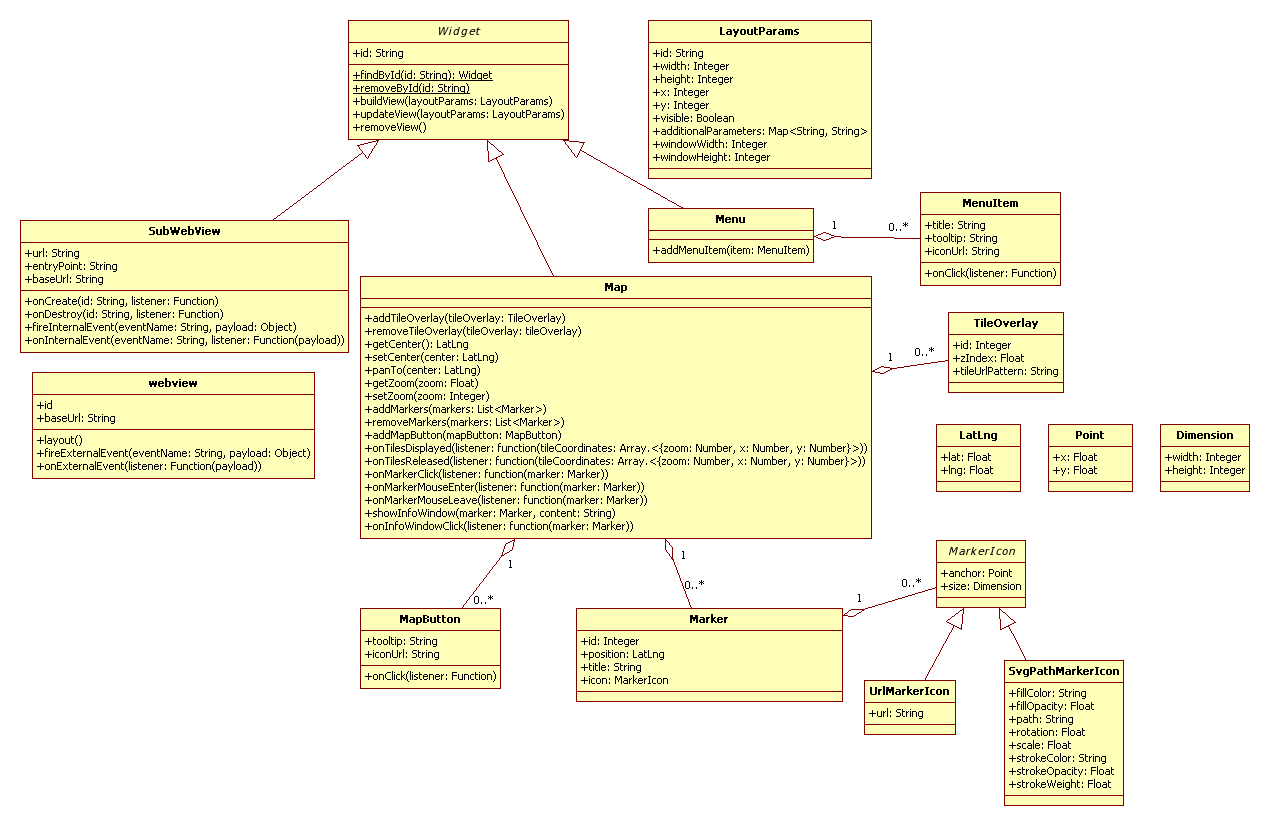 Widget
+id: String
+findById(id: String): Widget
+removeById(id: String)
+buildView(layoutParams: LayoutParams)
+updateView(layoutParams: LayoutParams)
+removeView()
LayoutParams
+id: String
+width: Integer
+height: Integer
+x: Integer
+y: Integer
+visible: Boolean
+additionalParameters: Map<String, String>
+windowWidth: Integer
+windowHeight: Integer
SubWebView
+url: String
+entryPoint: String
+baseUrl: String
+onCreate(id: String, listener: Function)
+onDestroy(id: String, listener: Function)
+fireInternalEvent(eventName: String, payload: Object)
+onInternalEvent(eventName: String, listener: Function(payload))
Menu
+addMenuItem(item: MenuItem)
1
0..*
MenuItem
+title: String
+tooltip: String
+iconUrl: String
+onClick(listener: Function)
webview
+id
+baseUrl: String
+layout()
+fireExternalEvent(eventName: String, payload: Object)
+onExternalEvent(listener: Function(payload))
Map
+addTileOverlay(tileOverlay: TileOverlay)
+removeTileOverlay(tileOverlay: tileOverlay)
+getCenter(): LatLng
+setCenter(center: LatLng)
+panTo(center: LatLng)
+getZoom(zoom: Float)
+setZoom(zoom: Integer)
+addMarkers(markers: List<Marker>)
+removeMarkers(markers: List<Marker>)
+addMapButton(mapButton: MapButton)
+onTilesDisplayed(listener: function(tileCoordinates: Array.<{zoom: Number, x: Number, y: Number}>))
+onTilesReleased(listener: function(tileCoordinates: Array.<{zoom: Number, x: Number, y: Number}>))
+onMarkerClick(listener: function(marker: Marker))
+onMarkerMouseEnter(listener: function(marker: Marker))
+onMarkerMouseLeave(listener: function(marker: Marker))
+showInfoWindow(marker: Marker, content: String)
+onInfoWindowClick(listener: function(marker: Marker))
1
0..*
TileOverlay
+id: Integer
+zIndex: Float
+tileUrlPattern: String
LatLng
+lat: Float
+lng: Float
Point
+x: Float
+y: Float
Dimension
+width: Integer
+height: Integer
1
0..*
1
0..*
MapButton
+tooltip: String
+iconUrl: String
+onClick(listener: Function)
Marker
+id: Integer
+position: LatLng
+title: String
+icon: MarkerIcon
1
0..*
MarkerIcon
+anchor: Point
+size: Dimension
UrlMarkerIcon
+url: String
SvgPathMarkerIcon
+fillColor: String
+fillOpacity: Float
+path: String
+rotation: Float
+scale: Float
+strokeColor: String
+strokeOpacity: Float
+strokeWeight: Float